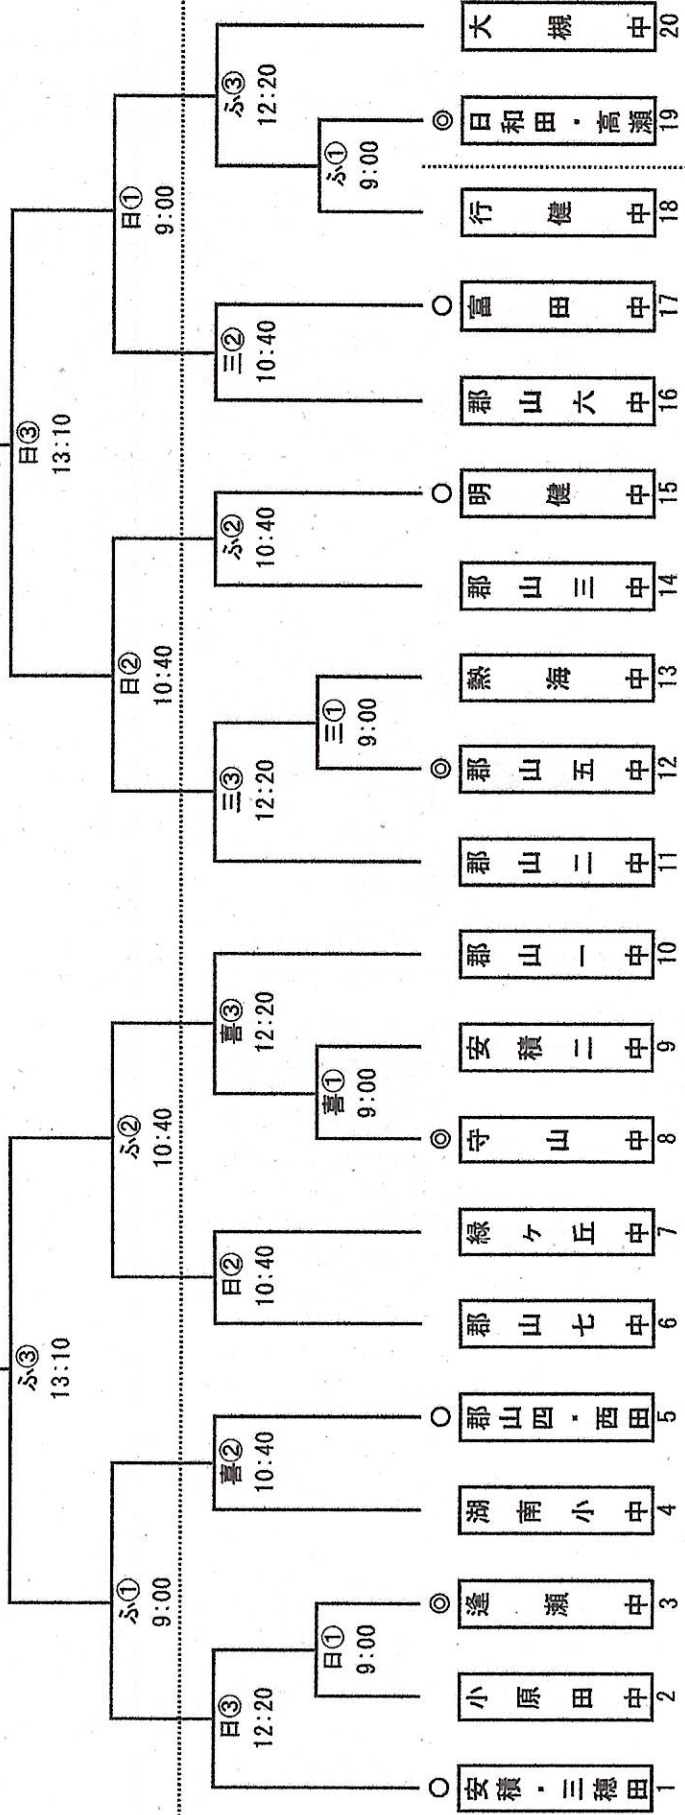 ふ③
13:10
日③
13:10
ふ①
9:00
ふ②
10:40
日②
10:40
日①
9:00
日③
12:20
喜②
10:40
日②
10:40
喜③
12:20
三③
12:20
ふ②
10:40
三②
10:40
ふ③
12:20
日①
9:00
喜①
9:00
三①
9:00
ふ①
9:00
○ 安積・三穂田 1
小原田中 2
◎ 逢瀬中 3
湖南小中 4
○ 郡山四・西田 5
郡山七中 6
緑ヶ丘中 7
◎ 守山中 8
安積二中 9
郡山一中 10
郡山二中 11
◎ 郡山五中 12
熱海中 13
郡山三中 14
○ 明健中 15
郡山六中 16
○ 富田中 17
行健中 18
◎ 日和田・高瀬 19
大槻中 20